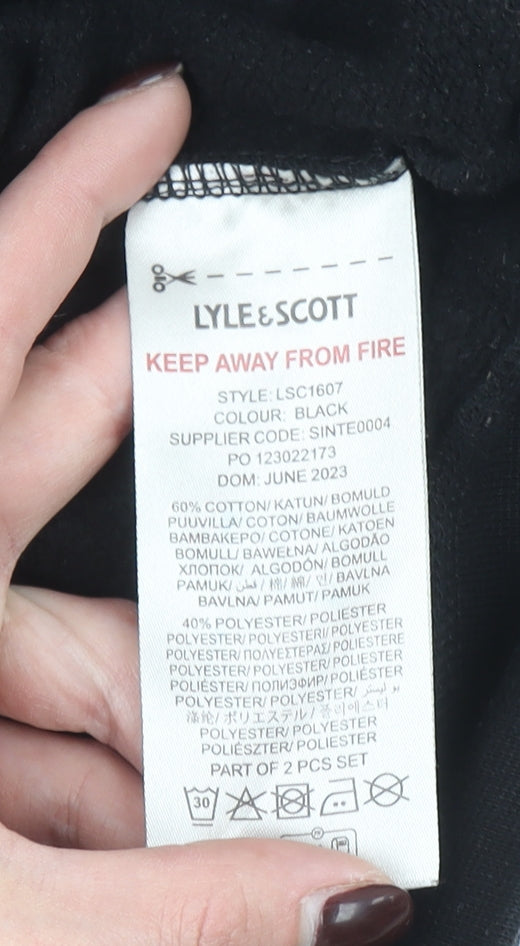 LYLE&SCOTT
KEEP AWAY FROM FIRE
STYLE: LSC1607
COLOUR: BLACK
SUPPLIER CODE: SINTE0004
PO 123022173
DOM: JUNE 2023
60% COTTON/ KATUN/ BOMULD
PUUVILLA/ COTON/ BAUMWOLLE
ΒΑΜΒΑΚΕΡΟ/ COTONE/ KATOEN
BOMULL/ BAWEŁNA/ ALGODÃO
ХЛОПОК/ ALGODÓN/ BOMULL
PAMUK/ قطن / 棉/ 綿/ 면/ BAVLNA
BAVLNA/ PAMUT/ PAMUK
40% POLYESTER/ POLIESTER
POLYESTER/ POLYESTERI/ POLYESTER
POLYESTER/ ΠΟΛΥΕΣΤΕΡΑΣ/ POLIESTERE
POLYESTER/ POLYESTER/ POLIESTER
POLIÉSTER/ ПОЛИЭФИР/ POLIÉSTER
POLYESTER/ POLYESTER/ بو ليستر/
涤纶/ ポリエステル/ 폴리에스터
POLYESTER/ POLYESTER
POLIÉSZTER/ POLIESTER
PART OF 2 PCS SET
30